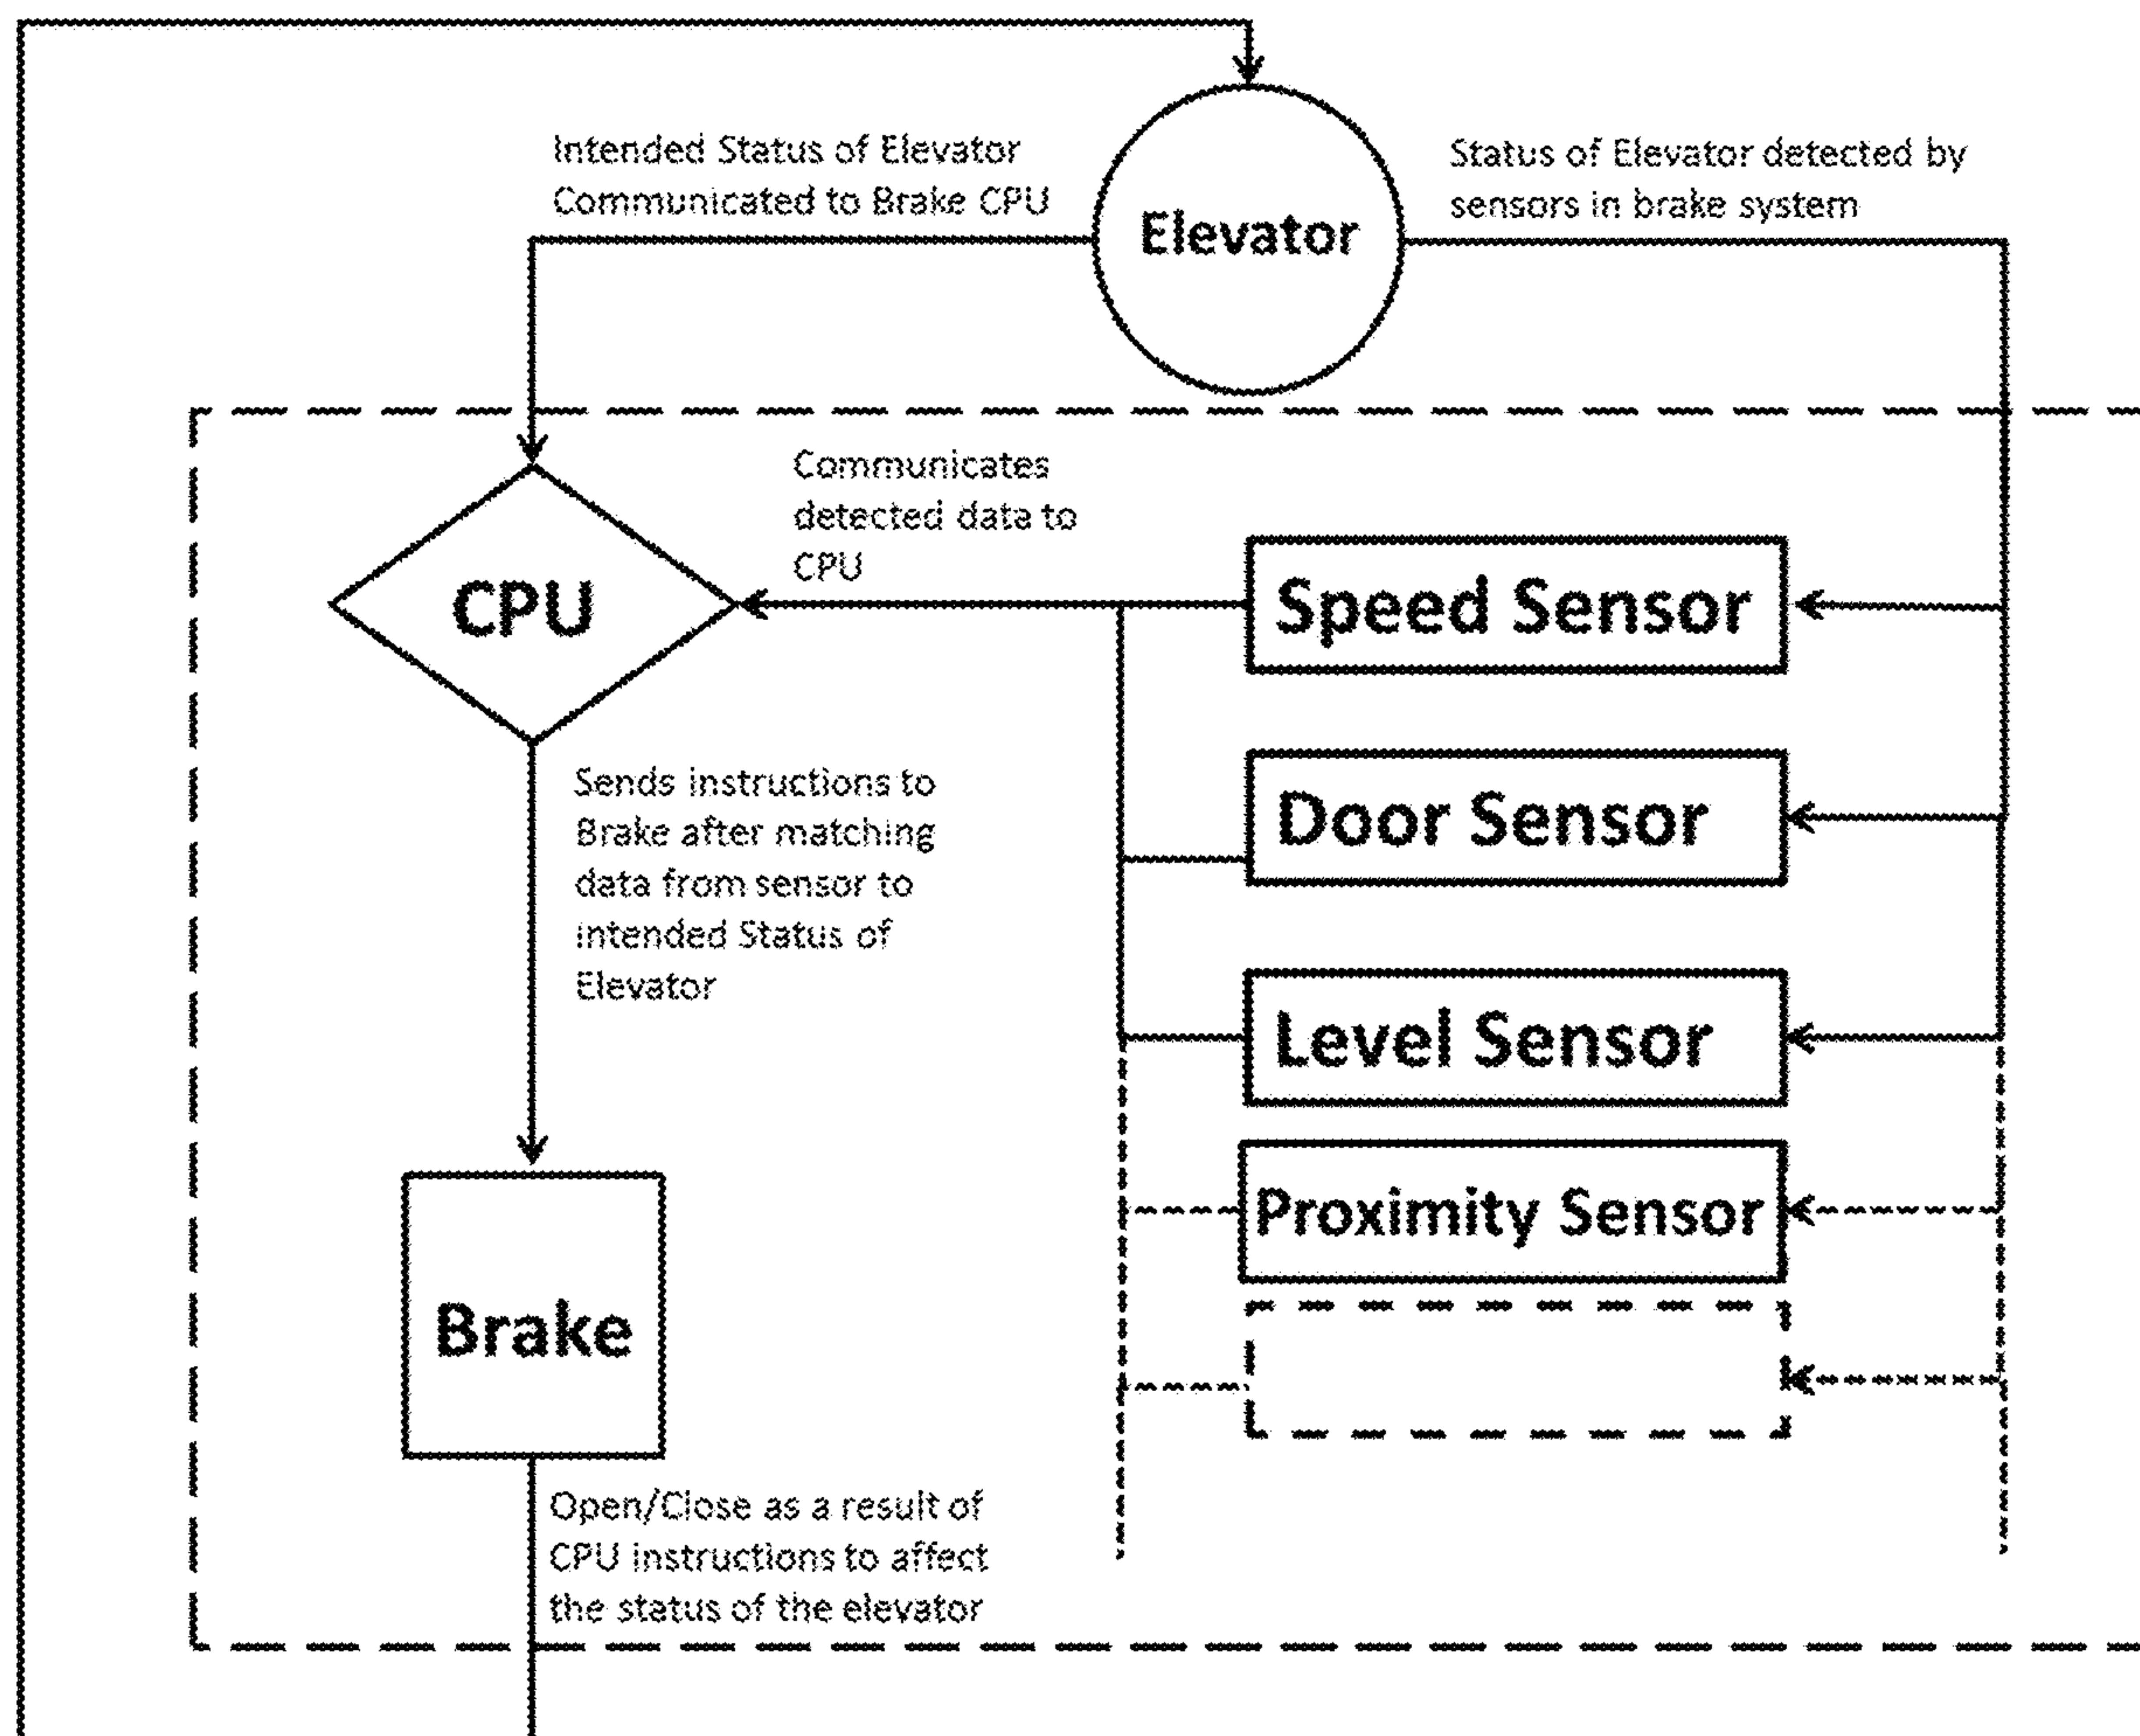 Intended Status of Elevator
Communicated to Brake CPU
Elevator
Status of Elevator detected by
sensors in brake system
CPU
Communicates
detected data to
CPU
Speed Sensor
Door Sensor
Level Sensor
Proximity Sensor
Sends instructions to
Brake after matching
data from sensor to
intended Status of
Elevator
Brake
Open/Close as a result of
CPU instructions to affect
the status of the elevator